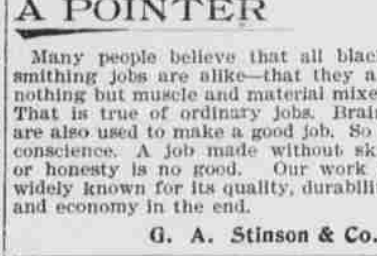 A POINTER
Many people believe that all blac
smithing jobs are alike—that they a
nothing but muscle and material mixe
That is true of ordinary jobs. Brain
are also used to make a good job. So
conscience. A job made without sk
or honesty is no good. Our work
widely known for its quality, durabili
and economy in the end.
G. A. Stinson & Co.